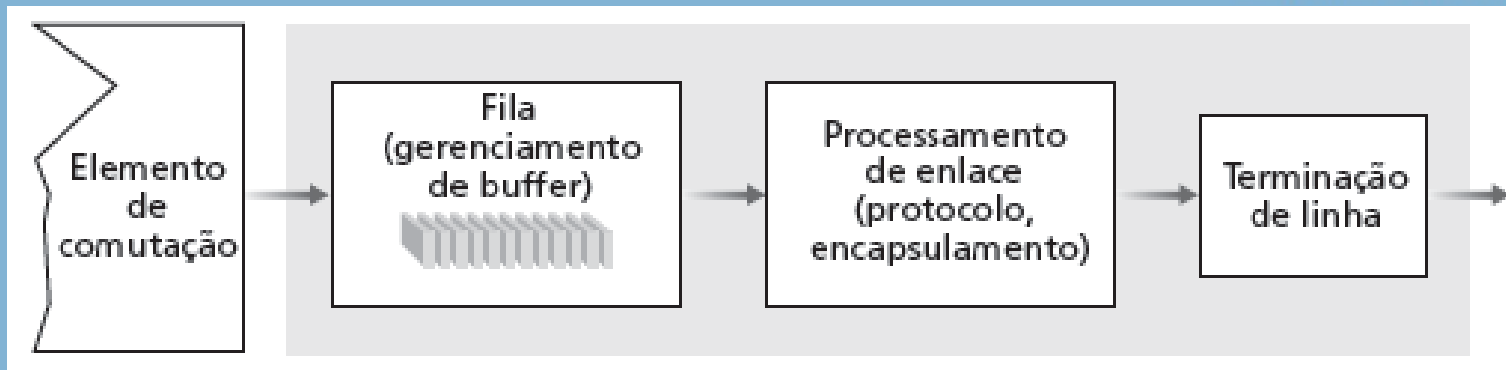 Elemento
de
comutação
Fila
(gerenciamento
de buffer)
Processamento
de enlace
(protocolo,
encapsulamento)
Terminação
de linha